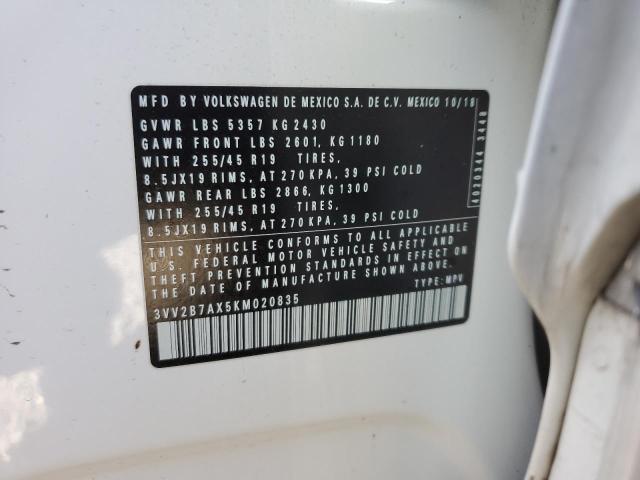 MFD BY VOLKSWAGEN DE MEXICO S.A. DE C.V. MEXICO 10/18
GVWR LBS 5357 KG 2430
GAWR FRONT LBS 2601, KG 1180
WITH 255/45 R19 TIRES,
8.5JX19 RIMS, AT 270 KPA, 39 PSI COLD
GAWR REAR LBS 2866, KG 1300
WITH 255/45 R19 TIRES,
8.5JX19 RIMS, AT 270 KPA, 39 PSI COLD
THIS VEHICLE CONFORMS TO ALL APPLICABLE
U.S. FEDERAL MOTOR VEHICLE SAFETY AND
THEFT PREVENTION STANDARDS IN EFFECT ON
THE DATE OF MANUFACTURE SHOWN ABOVE.
3VV2B7AX5KM020835 TYPE: MPV
4020344 3448